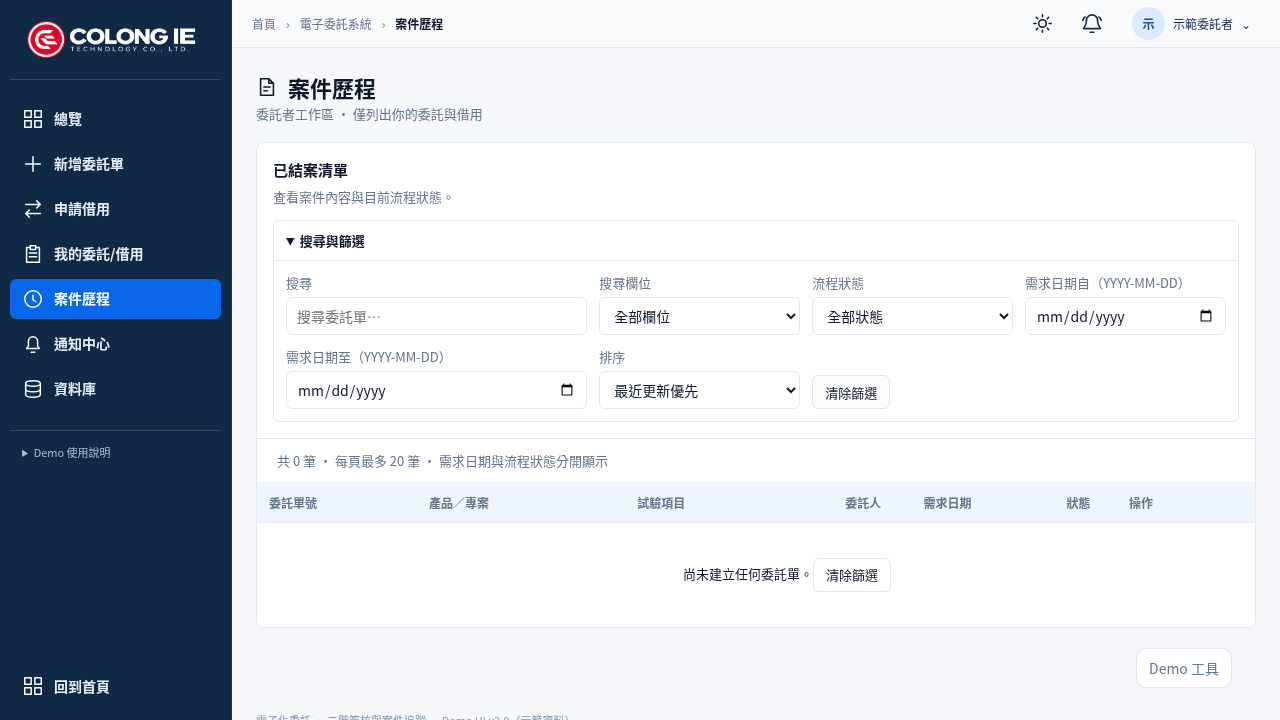 COLONG IE
TECHNOLOGY CO., LTD.
總覽
新增委託單
申請借用
我的委託/借用
案件歷程
通知中心
資料庫
Demo 使用說明
回到首頁
首頁 › 電子委託系統 › 案件歷程
示 示範委託者
案件歷程
委託者工作區 • 僅列出你的委託與借用
已結案清單
查看案件內容與目前流程狀態。
▼ 搜尋與篩選
搜尋 搜尋欄位 流程狀態 需求日期自（YYYY-MM-DD）
搜尋委託單… 全部欄位 全部狀態 mm/dd/yyyy
需求日期至（YYYY-MM-DD） 排序
mm/dd/yyyy 最近更新優先 清除篩選
共 0 筆 • 每頁最多 20 筆 • 需求日期與流程狀態分開顯示
委託單號 產品／專案 試驗項目 委託人 需求日期 狀態 操作
尚未建立任何委託單。 清除篩選
Demo 工具